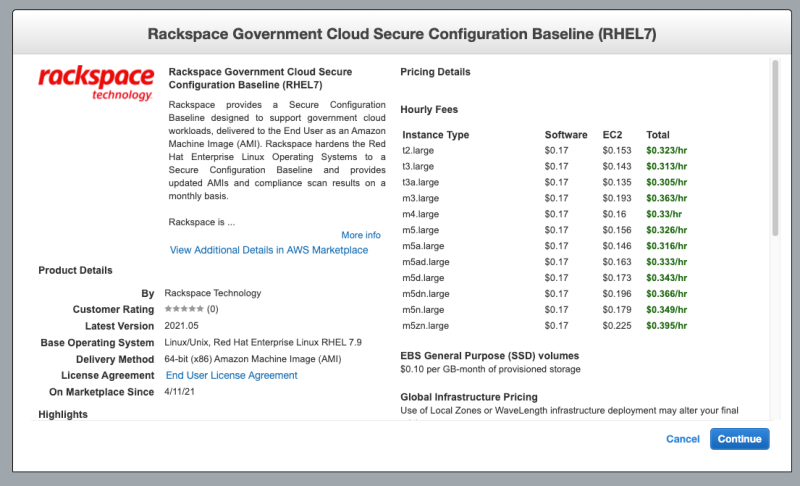 Rackspace Government Cloud Secure Configuration Baseline (RHEL7)
rackspace
technology.
Rackspace Government Cloud Secure
Configuration Baseline (RHEL7)
Rackspace provides a Secure Configuration
Baseline designed to support government cloud
workloads, delivered to the End User as an Amazon
Machine Image (AMI). Rackspace hardens the Red
Hat Enterprise Linux Operating Systems to a
Secure Configuration Baseline and provides
updated AMIs and compliance scan results on a
monthly basis.
Rackspace is ...
More info
View Additional Details in AWS Marketplace
Product Details
By Rackspace Technology
Customer Rating (0)
Latest Version 2021.05
Base Operating System Linux/Unix, Red Hat Enterprise Linux RHEL 7.9
Delivery Method 64-bit (x86) Amazon Machine Image (AMI)
License Agreement End User License Agreement
On Marketplace Since 4/11/21
Highlights
Pricing Details
Hourly Fees
Instance Type Software EC2 Total
t2.large $0.17 $0.153 $0.323/hr
t3.large $0.17 $0.143 $0.313/hr
t3a.large $0.17 $0.135 $0.305/hr
m3.large $0.17 $0.193 $0.363/hr
m4.large $0.17 $0.16 $0.33/hr
m5.large $0.17 $0.156 $0.326/hr
m5a.large $0.17 $0.146 $0.316/hr
m5ad.large $0.17 $0.163 $0.333/hr
m5d.large $0.17 $0.173 $0.343/hr
m5dn.large $0.17 $0.196 $0.366/hr
m5n.large $0.17 $0.179 $0.349/hr
m5zn.large $0.17 $0.225 $0.395/hr
EBS General Purpose (SSD) volumes
$0.10 per GB-month of provisioned storage
Global Infrastructure Pricing
Use of Local Zones or WaveLength infrastructure deployment may alter your final
Cancel Continue